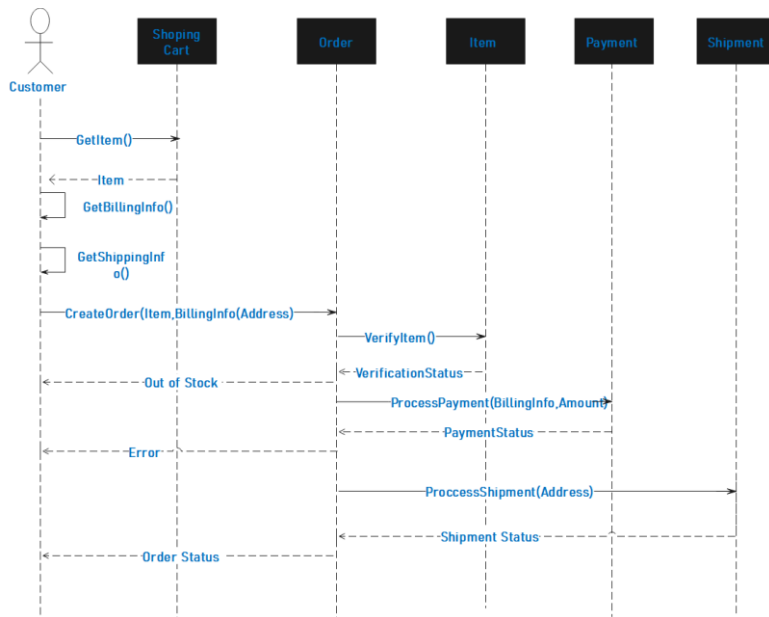 Shoping
Cart
Order
Item
Payment
Shipment
Customer
GetItem()
Item
GetBillingInfo()
GetShippingInf
o()
CreateOrder(Item,BillingInfo(Address)
VerifyItem()
VerificationStatus
Out of Stock
ProcessPayment(BillingInfo,Amount)
PaymentStatus
Error
ProccessShipment(Address)
Shipment Status
Order Status